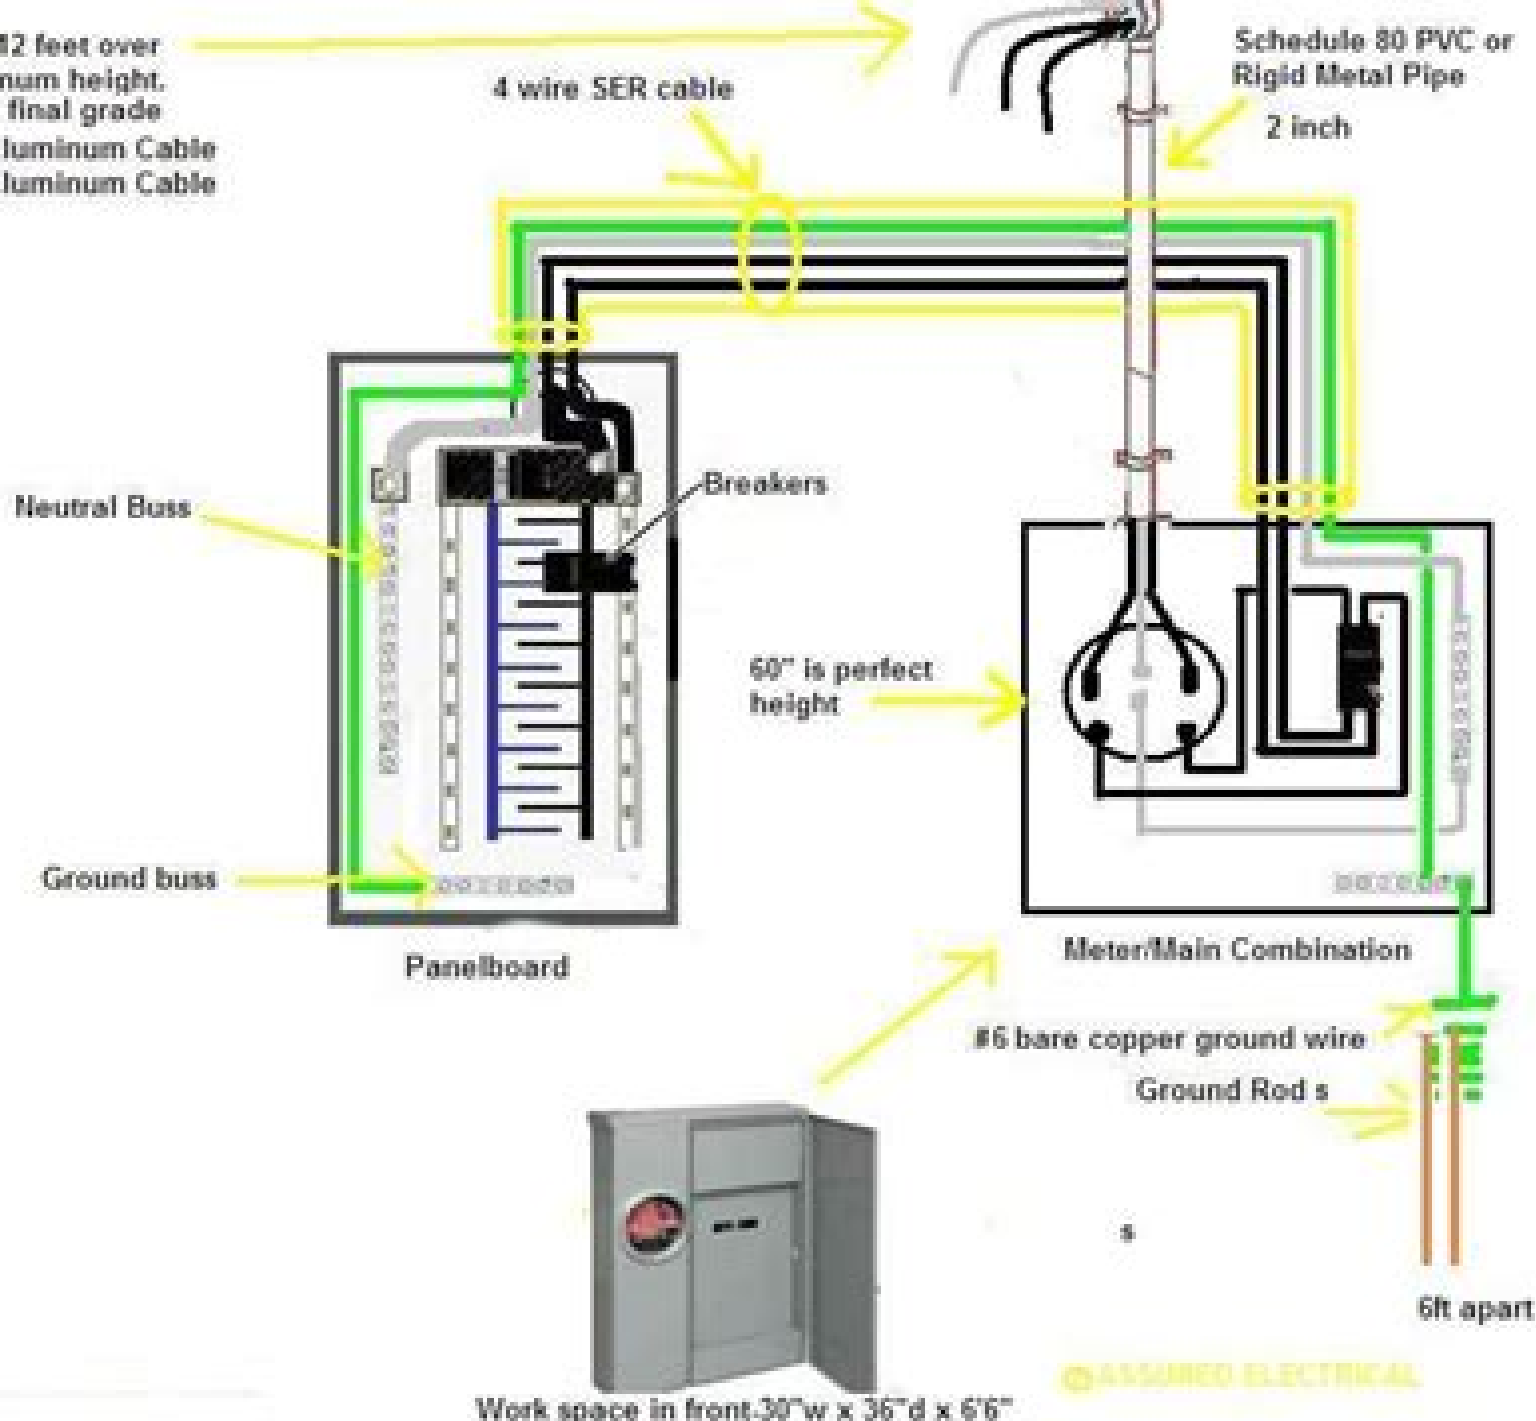 12 feet over
num height.
final grade
luminum Cable
luminum Cable
4 wire SER cable
Schedule 80 PVC or
Rigid Metal Pipe
2 inch
Neutral Buss
Breakers
60" is perfect
height
Ground buss
Panelboard
Meter/Main Combination
#6 bare copper ground wire
Ground Rod s
s
6ft apart
©ASSURED ELECTRICAL
Work space in front.30"w x 36"d x 6'6"